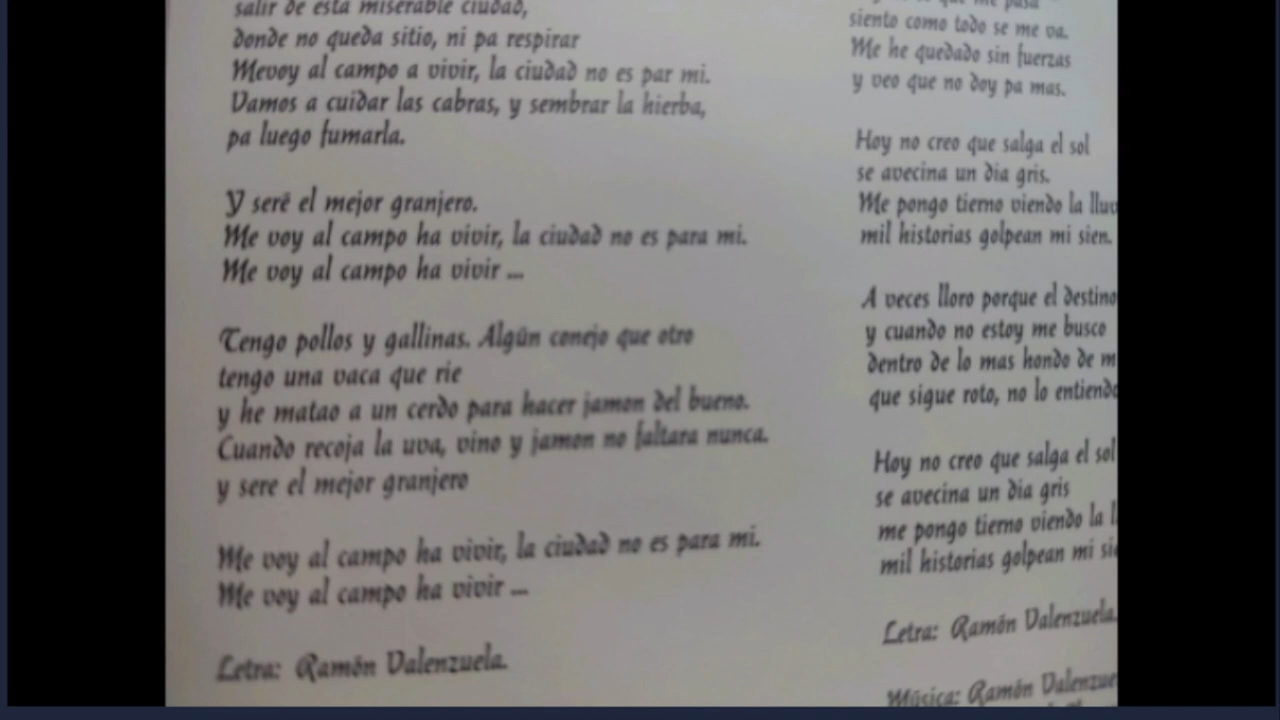 salir de esta miserable ciudad,
donde no queda sitio, ni pa respirar
Mevoy al campo a vivir, la ciudad no es par mi.
Vamos a cuidar las cabras, y sembrar la hierba,
pa luego fumarla.
Y seré el mejor granjero.
Me voy al campo ha vivir, la ciudad no es para mi.
Me voy al campo ha vivir ...
Tengo pollos y gallinas. Algún conejo que otro
tengo una vaca que rie
y he matao a un cerdo para hacer jamon del bueno.
Cuando recoja la uva, vino y jamon no faltara nunca.
y sere el mejor granjero
Me voy al campo ha vivir, la ciudad no es para mi.
Me voy al campo ha vivir ...
Letra: Ramón Valenzuela.
que me pasa
siento como todo se me va.
Me he quedado sin fuerzas
y veo que no doy pa mas.
Hoy no creo que salga el sol
se avecina un dia gris.
Me pongo tierno viendo la lluv
mil historias golpean mi sien.
A veces lloro porque el destino
y cuando no estoy me busco
dentro de lo mas hondo de m
que sigue roto, no lo entiendo
Hoy no creo que salga el sol
se avecina un dia gris
me pongo tierno viendo la l
mil historias golpean mi sie
Letra: Ramón Valenzuela.
Música: Ramón Valenzue